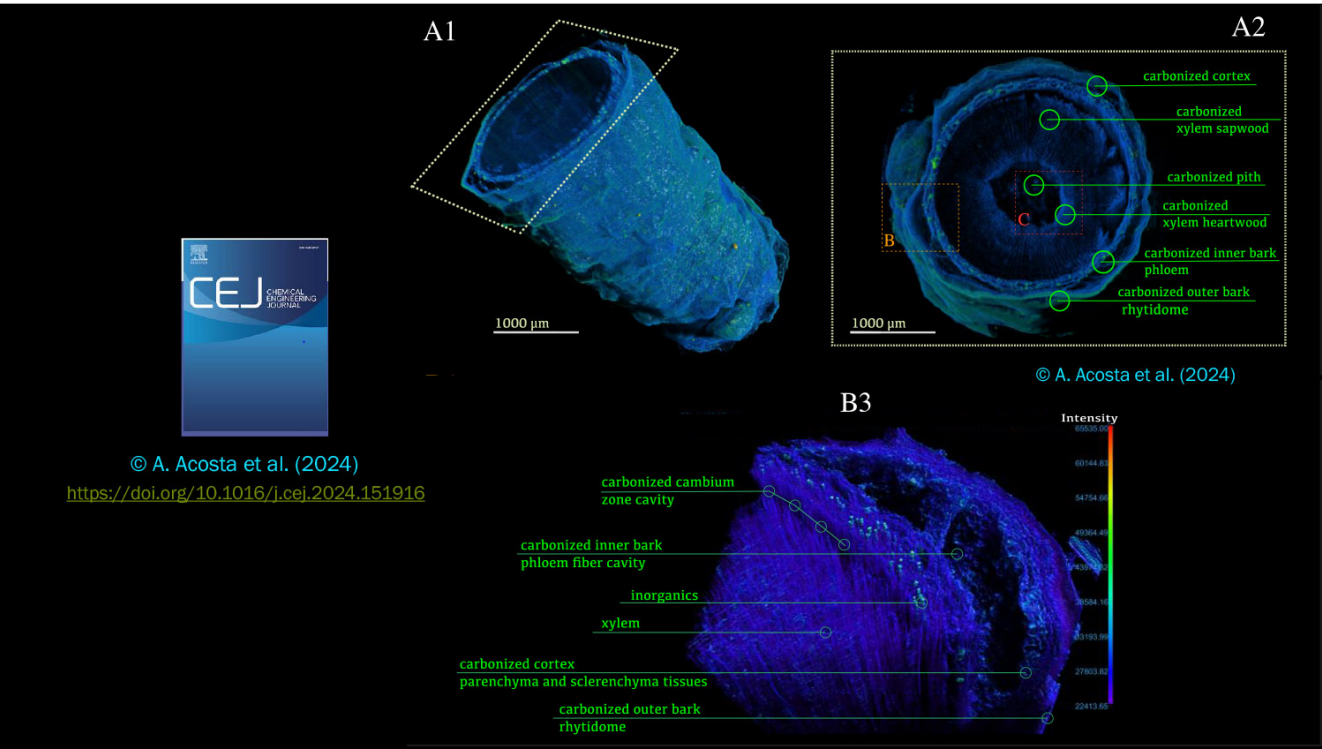 A1
A2
carbonized cortex
carbonized
xylem sapwood
carbonized pith
carbonized
xylem heartwood
C
B
carbonized inner bark
phloem
carbonized outer bark
rhytidome
1000 µm
1000 µm
CEJ
CHEMICAL
ENGINEERING
JOURNAL
© A. Acosta et al. (2024)
https://doi.org/10.1016/j.cej.2024.151916
© A. Acosta et al. (2024)
B3
Intensity
65535.00
60144.83
54754.66
49364.49
43974.32
38584.16
33193.99
27803.82
22413.65
carbonized cambium
zone cavity
carbonized inner bark
phloem fiber cavity
inorganics
xylem
carbonized cortex
parenchyma and sclerenchyma tissues
carbonized outer bark
rhytidome